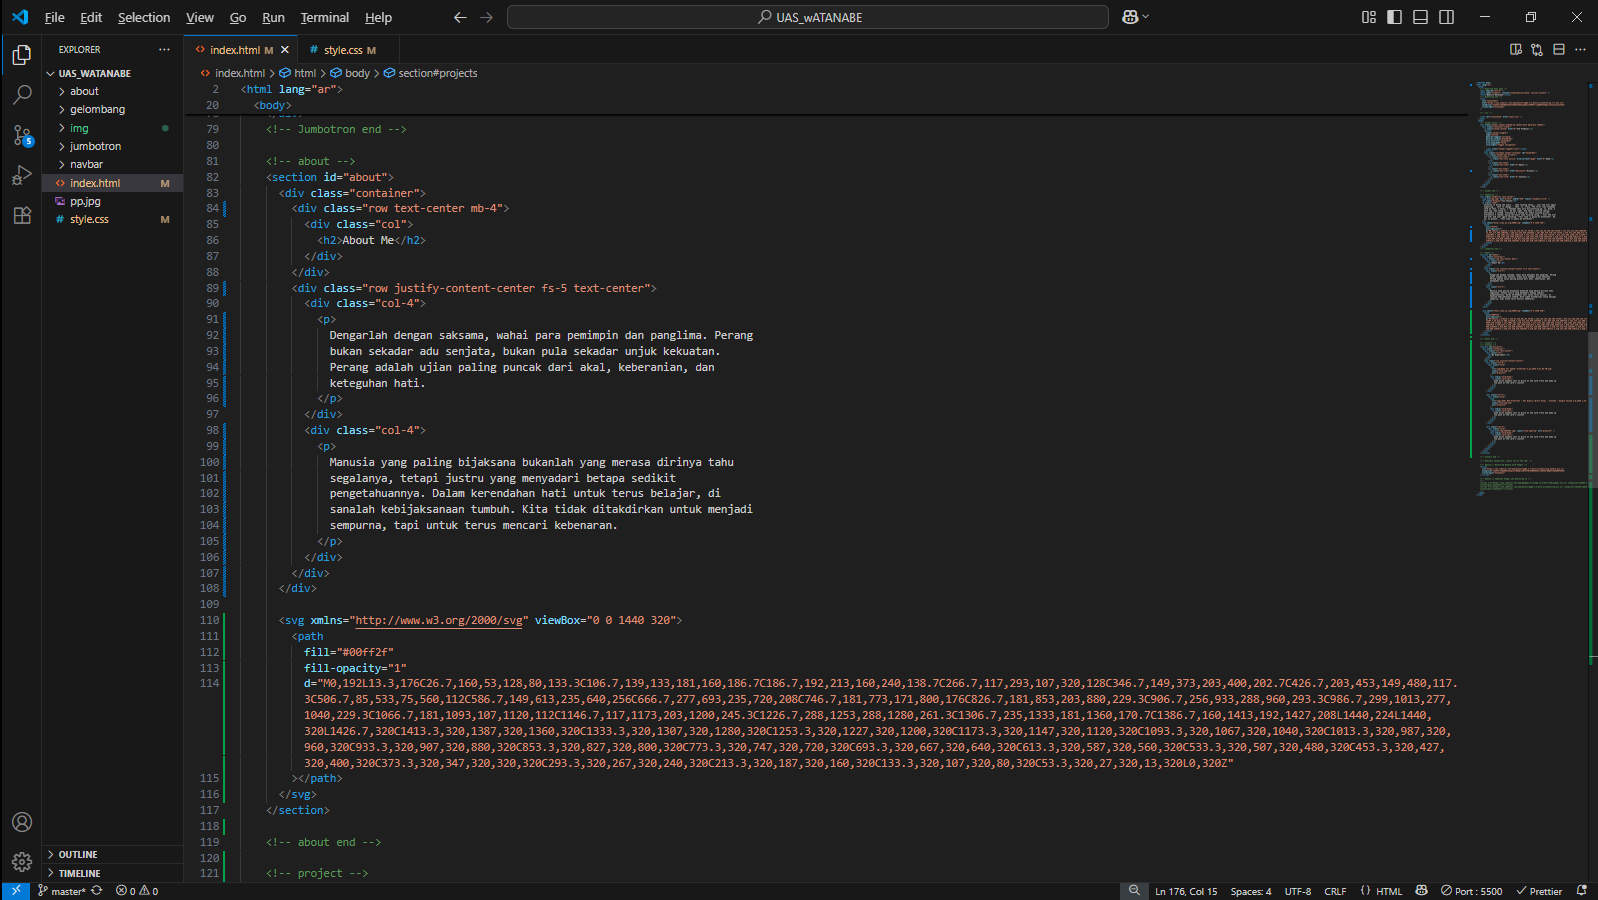 File Edit Selection View Go Run Terminal Help
UAS_wATANABE
EXPLORER
UAS_WATANABE
about
gelombang
img
jumbotron
navbar
index.html M
pp.jpg
style.css M
OUTLINE
TIMELINE
5
index.html M
style.css M
index.html > html > body > section#projects
2 <html lang="ar">
20 <body>
79 <!-- Jumbotron end -->
80
81 <!-- about -->
82 <section id="about">
83 <div class="container">
84 <div class="row text-center mb-4">
85 <div class="col">
86 <h2>About Me</h2>
87 </div>
88 </div>
89 <div class="row justify-content-center fs-5 text-center">
90 <div class="col-4">
91 <p>
92 Dengarlah dengan saksama, wahai para pemimpin dan panglima. Perang
93 bukan sekadar adu senjata, bukan pula sekadar unjuk kekuatan.
94 Perang adalah ujian paling puncak dari akal, keberanian, dan
95 keteguhan hati.
96 </p>
97 </div>
98 <div class="col-4">
99 <p>
100 Manusia yang paling bijaksana bukanlah yang merasa dirinya tahu
101 segalanya, tetapi justru yang menyadari betapa sedikit
102 pengetahuannya. Dalam kerendahan hati untuk terus belajar, di
103 sanalah kebijaksanaan tumbuh. Kita tidak ditakdirkan untuk menjadi
104 sempurna, tapi untuk terus mencari kebenaran.
105 </p>
106 </div>
107 </div>
108 </div>
109
110 <svg xmlns="http://www.w3.org/2000/svg" viewBox="0 0 1440 320">
111 <path
112 fill="#00ff2f"
113 fill-opacity="1"
114 d="M0,192L13.3,176C26.7,160,53,128,80,133.3C106.7,139,133,181,160,186.7C186.7,192,213,160,240,138.7C266.7,117,293,107,320,128C346.7,149,373,203,400,202.7C426.7,203,453,149,480,117.
3C506.7,85,533,75,560,112C586.7,149,613,235,640,256C666.7,277,693,235,720,208C746.7,181,773,171,800,176C826.7,181,853,203,880,229.3C906.7,256,933,288,960,293.3C986.7,299,1013,277,
1040,229.3C1066.7,181,1093,107,1120,112C1146.7,117,1173,203,1200,245.3C1226.7,288,1253,288,1280,261.3C1306.7,235,1333,181,1360,170.7C1386.7,160,1413,192,1427,208L1440,224L1440,
320L1426.7,320C1413.3,320,1387,320,1360,320C1333.3,320,1307,320,1280,320C1253.3,320,1227,320,1200,320C1173.3,320,1147,320,1120,320C1093.3,320,1067,320,1040,320C1013.3,320,987,320,
960,320C933.3,320,907,320,880,320C853.3,320,827,320,800,320C773.3,320,747,320,720,320C693.3,320,667,320,640,320C613.3,320,587,320,560,320C533.3,320,507,320,480,320C453.3,320,427,
320,400,320C373.3,320,347,320,320,320C293.3,320,267,320,240,320C213.3,320,187,320,160,320C133.3,320,107,320,80,320C53.3,320,27,320,13,320L0,320Z"
115 ></path>
116 </svg>
117 </section>
118
119 <!-- about end -->
120
121 <!-- project -->
master* 0 0
Ln 176, Col 15 Spaces: 4 UTF-8 CRLF {} HTML Port : 5500 Prettier